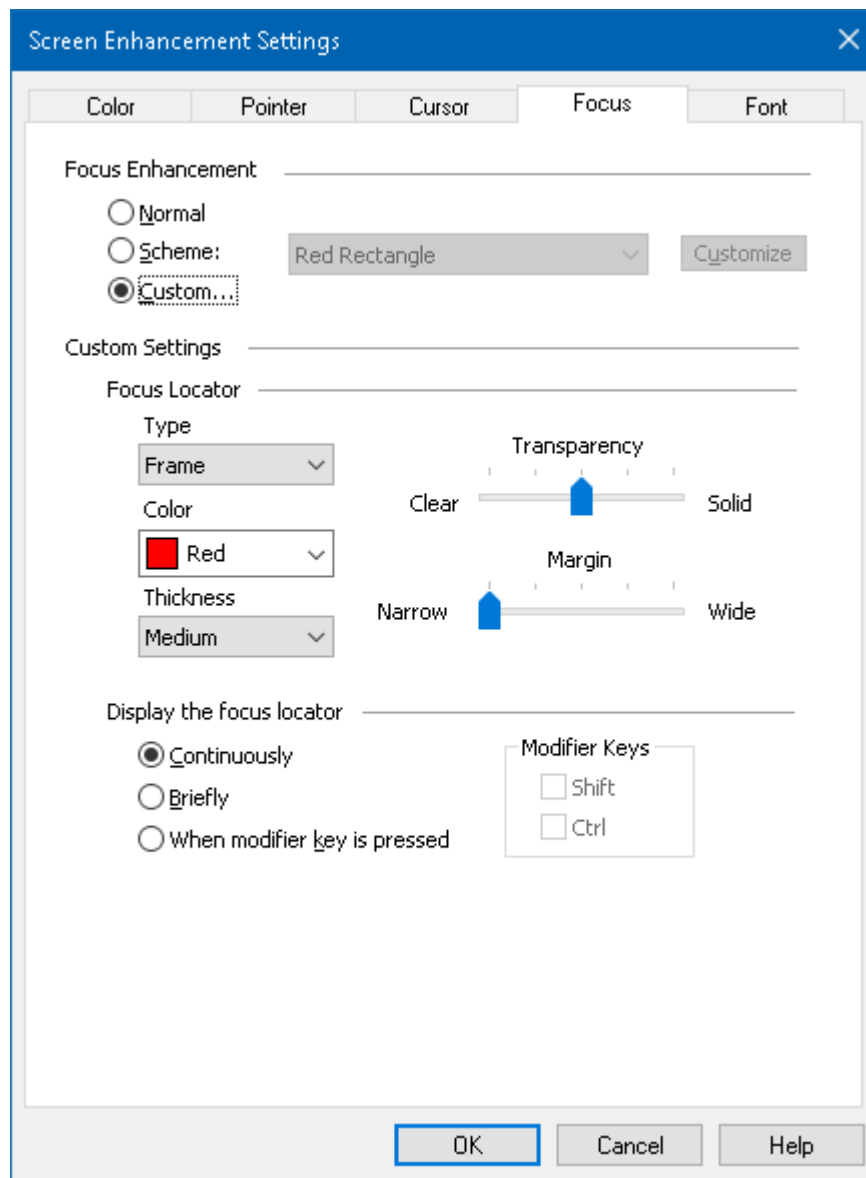 Screen Enhancement Settings
Color Pointer Cursor Focus Font
Focus Enhancement
Normal
Scheme: Red Rectangle Customize
Custom...
Custom Settings
Focus Locator
Type
Transparency
Frame
Clear Solid
Color
Red
Margin
Thickness
Narrow Wide
Medium
Display the focus locator
Continuously
Modifier Keys
Shift
Briefly
Ctrl
When modifier key is pressed
OK Cancel Help